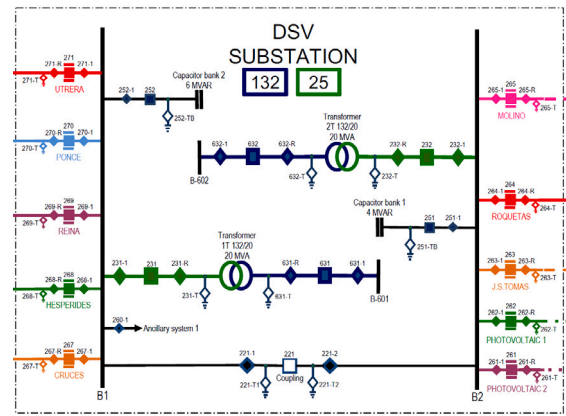 DSV
SUBSTATION
132 25
271
271-R 271-1
271-T
UTRERA
270
270-R 270-1
270-T
PONCE
269
269-R 269-1
269-T
REINA
268
268-R 268-1
268-T
HESPERIDES
267
267-R 267-1
267-T
CRUCES
B1
Capacitor bank 2
6 MVAR
252-1 252
252-TB
Transformer
2T 132/20
20 MVA
632-1 632 632-R
232-R 232 232-1
632-T
232-T
B-602
Capacitor bank 1
4 MVAR
251 251-1
251-TB
Transformer
1T 132/20
20 MVA
231-1 231 231-R
631-R 631 631-1
231-T
631-T
B-601
260-1
Ancillary system 1
221-1 221 221-2
Coupling
221-T1
221-T2
265
265-1 265-R
265-T
MOLINO
264
264-1 264-R
264-T
ROQUETAS
263
263-1 263-R
263-T
J.S.TOMAS
262
262-1 262-R
262-T
PHOTOVOLTAIC 1
261
261-1 261-R
261-T
PHOTOVOLTAIC 2
B2